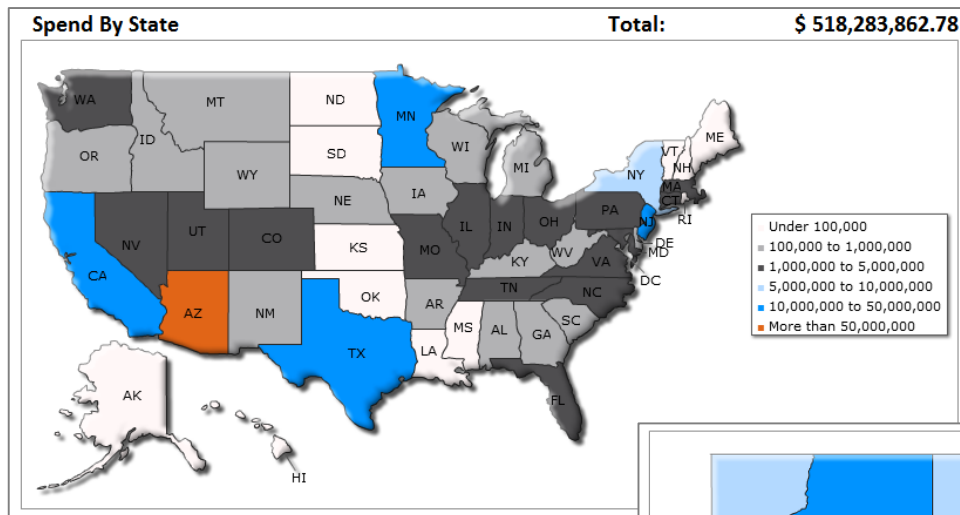 Spend By State Total: $ 518,283,862.78
WA
MT
ND
MN
ME
OR
ID
SD
WI
MI
VT
NH
NY
WY
MA
CT
RI
IA
NE
PA
NJ
NV
UT
CO
IL
IN
OH
DE
MD
DC
CA
KS
MO
WV
VA
KY
TN
NC
AZ
NM
OK
AR
SC
MS
AL
GA
TX
LA
FL
AK
HI
Under 100,000
100,000 to 1,000,000
1,000,000 to 5,000,000
5,000,000 to 10,000,000
10,000,000 to 50,000,000
More than 50,000,000